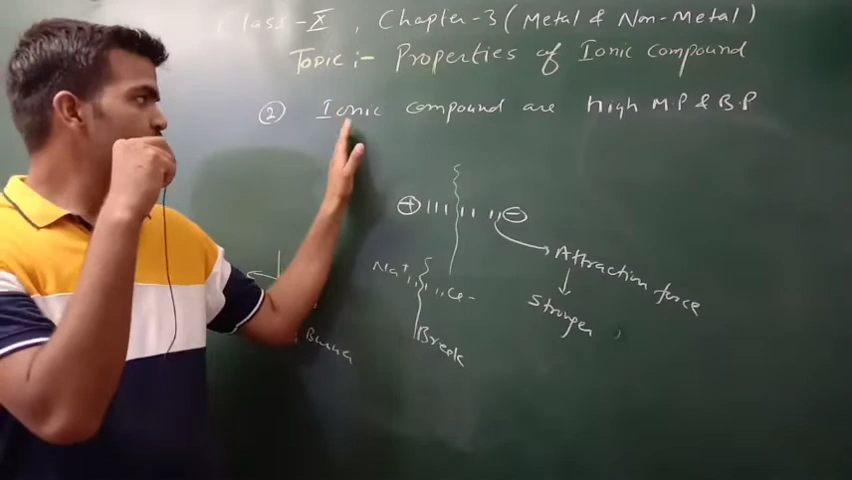 Class-X, Chapter-3 (Metal & Non-Metal)
Topic:- Properties of Ionic Compound
② Ionic compound are high M.P & B.P
+ -
Attraction force
Na+ Cl-
Stronger
Break